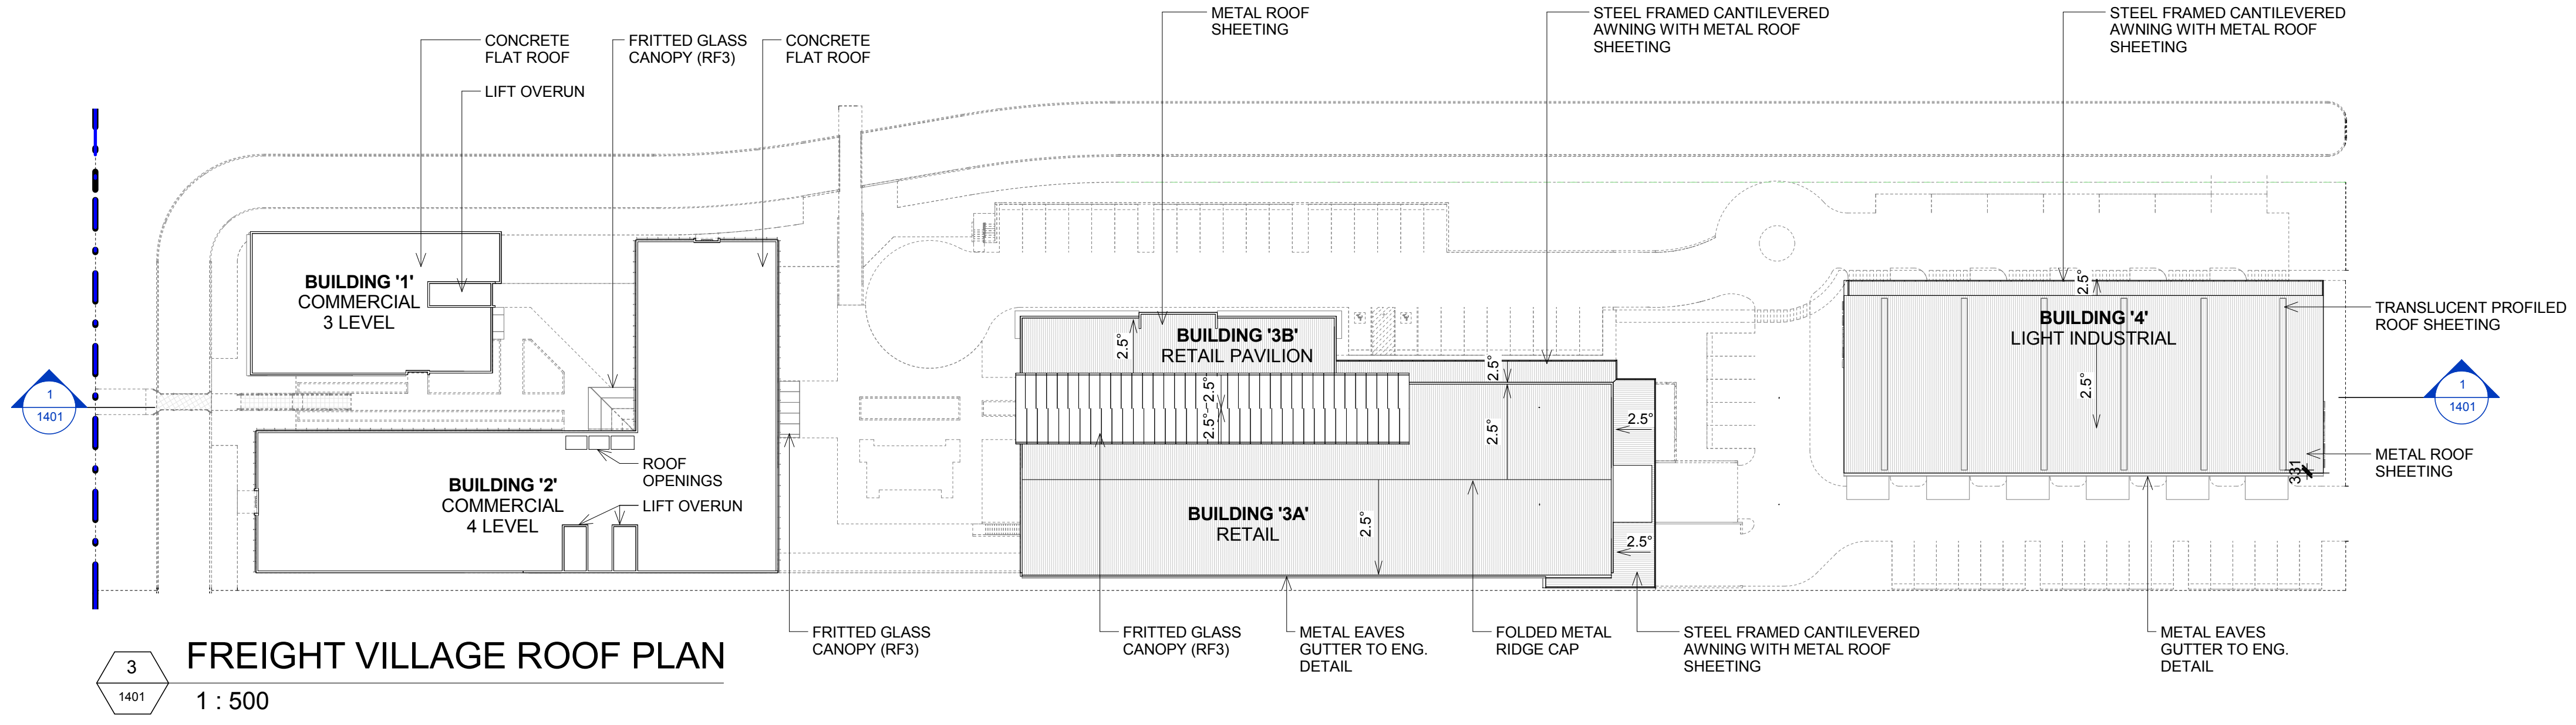 METAL ROOF
SHEETING
STEEL FRAMED CANTILEVERED
AWNING WITH METAL ROOF
SHEETING
STEEL FRAMED CANTILEVERED
AWNING WITH METAL ROOF
SHEETING
CONCRETE
FLAT ROOF
FRITTED GLASS
CANOPY (RF3)
CONCRETE
FLAT ROOF
LIFT OVERUN
BUILDING '1'
COMMERCIAL
3 LEVEL
1
1401
BUILDING '2'
COMMERCIAL
4 LEVEL
ROOF
OPENINGS
LIFT OVERUN
BUILDING '3B'
RETAIL PAVILION
2.5°
2.5°
2.5°
2.5°
2.5°
2.5°
2.5°
2.5°
BUILDING '3A'
RETAIL
2.5°
BUILDING '4'
LIGHT INDUSTRIAL
2.5°
331
TRANSLUCENT PROFILED
ROOF SHEETING
1
1401
METAL ROOF
SHEETING
FRITTED GLASS
CANOPY (RF3)
FRITTED GLASS
CANOPY (RF3)
METAL EAVES
GUTTER TO ENG.
DETAIL
FOLDED METAL
RIDGE CAP
STEEL FRAMED CANTILEVERED
AWNING WITH METAL ROOF
SHEETING
METAL EAVES
GUTTER TO ENG.
DETAIL
3
1401
FREIGHT VILLAGE ROOF PLAN
1 : 500